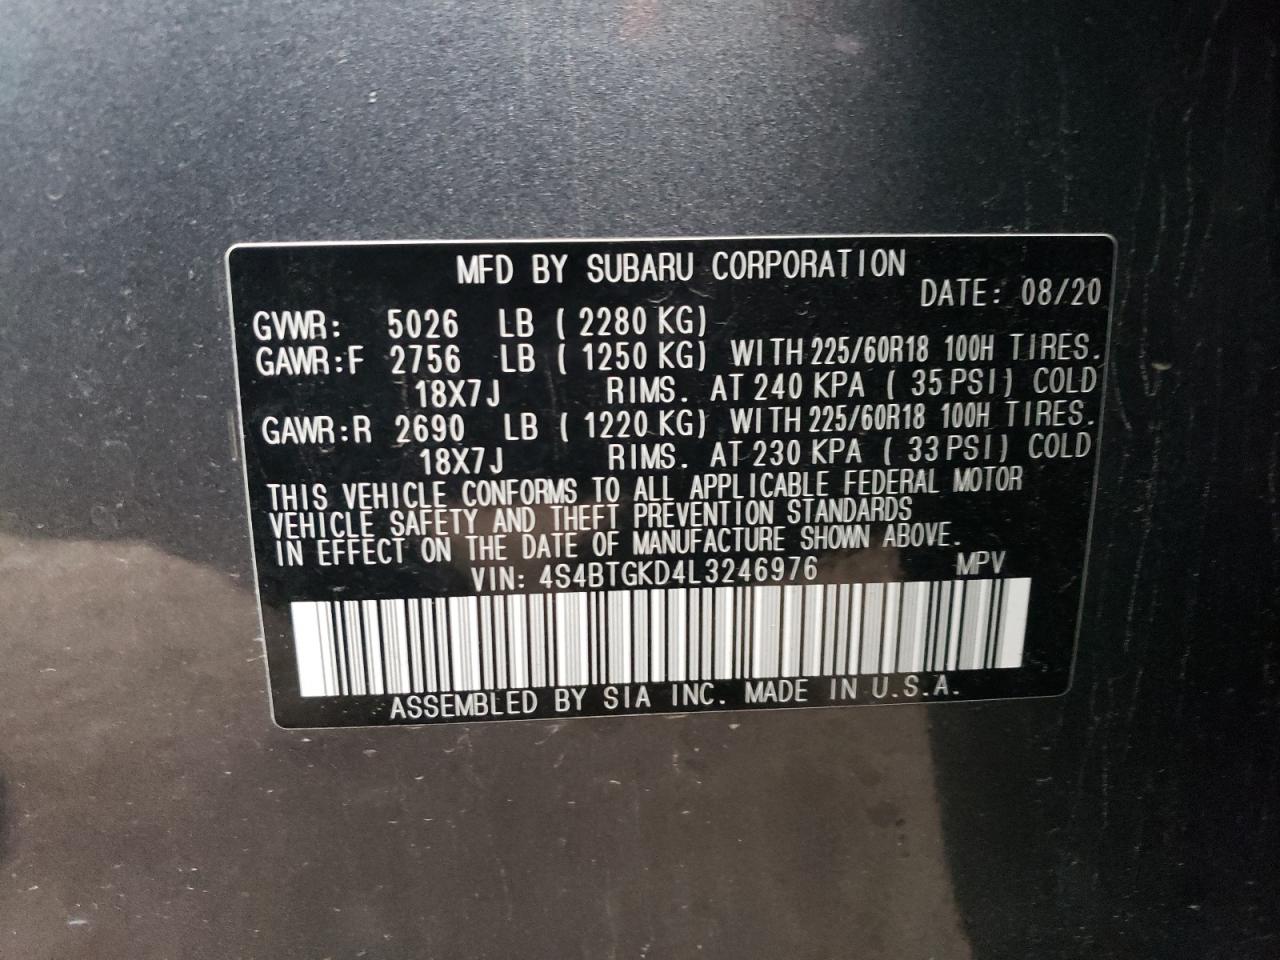 MFD BY SUBARU CORPORATION
DATE: 08/20
GVWR: 5026 LB ( 2280 KG)
GAWR:F 2756 LB ( 1250 KG) WITH 225/60R18 100H TIRES.
18X7J RIMS. AT 240 KPA ( 35 PSI) COLD
GAWR:R 2690 LB ( 1220 KG) WITH 225/60R18 100H TIRES.
18X7J RIMS. AT 230 KPA ( 33 PSI) COLD
THIS VEHICLE CONFORMS TO ALL APPLICABLE FEDERAL MOTOR
VEHICLE SAFETY AND THEFT PREVENTION STANDARDS
IN EFFECT ON THE DATE OF MANUFACTURE SHOWN ABOVE.
VIN: 4S4BTGKD4L3246976 MPV
ASSEMBLED BY SIA INC. MADE IN U.S.A.